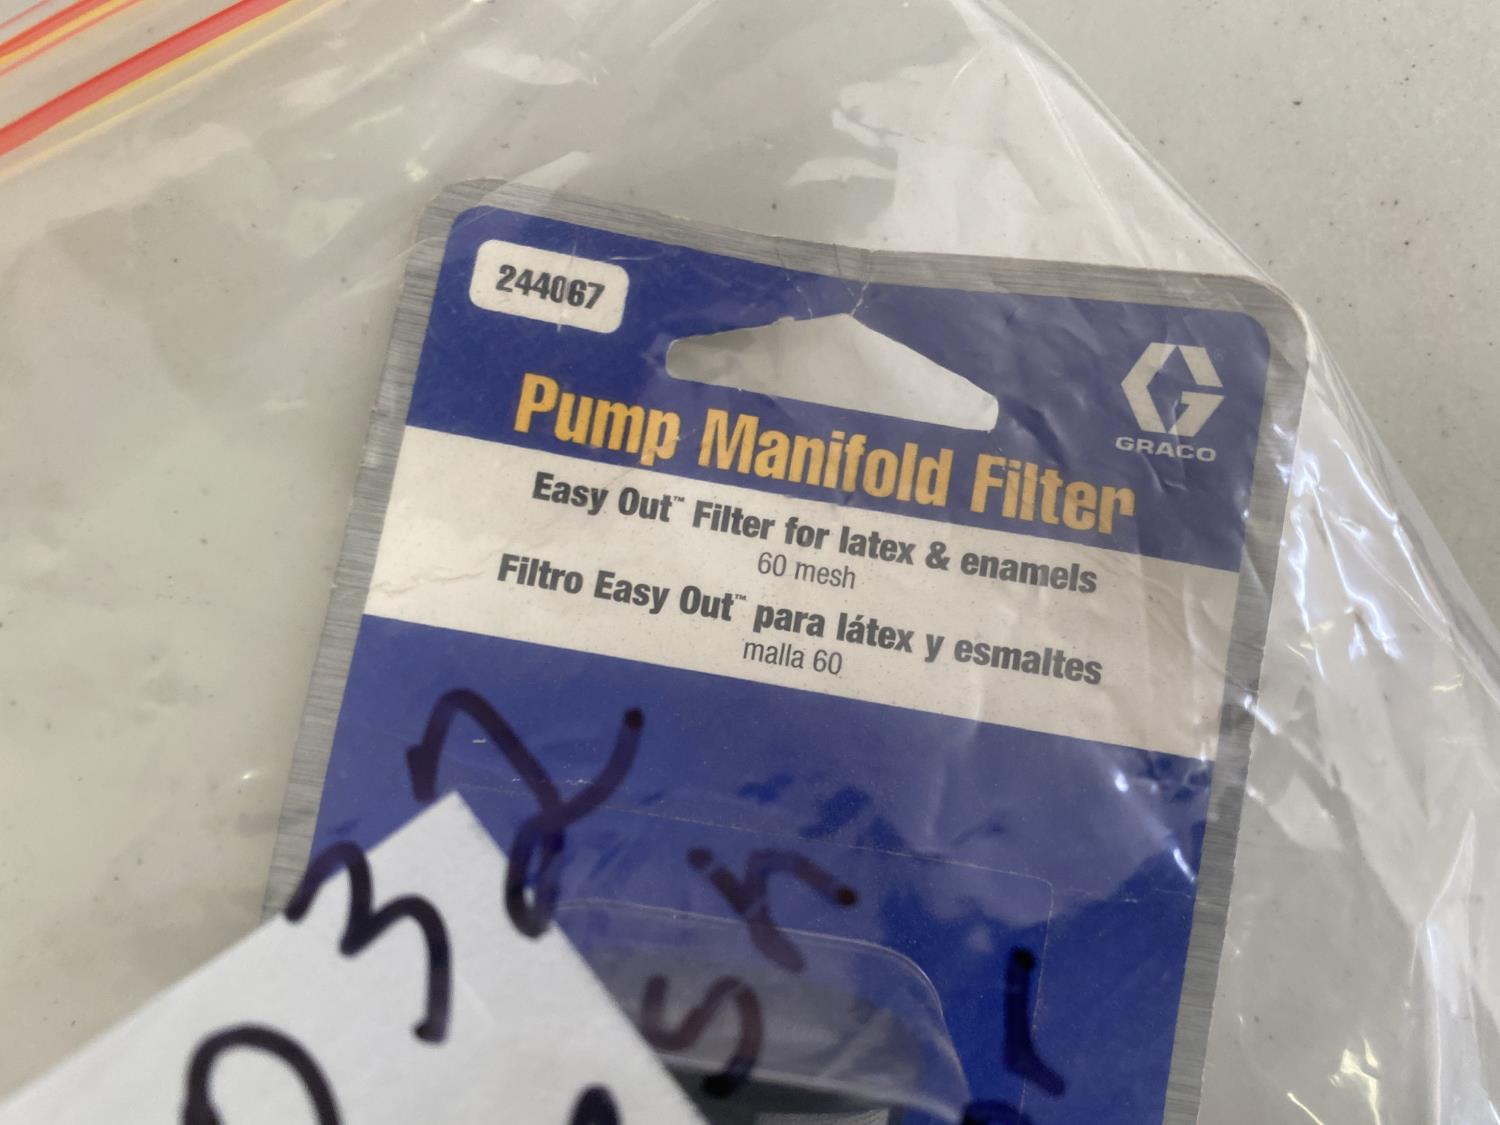 244067
GRACO
Pump Manifold Filter
Easy Out™ Filter for latex & enamels
60 mesh
Filtro Easy Out™ para látex y esmaltes
malla 60
032